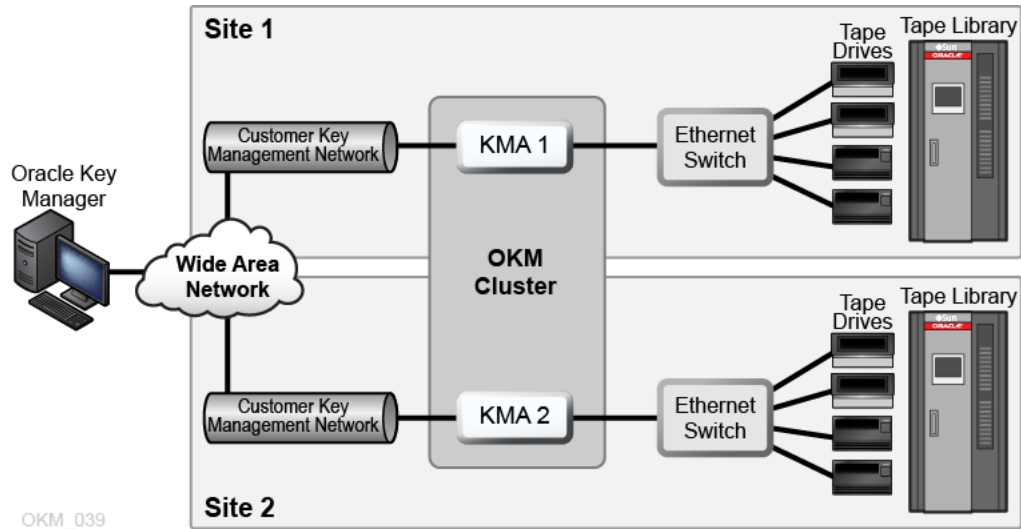 Site 1
Tape
Drives
Tape Library
Sun
ORACLE
Customer Key
Management Network
KMA 1
Ethernet
Switch
Oracle Key
Manager
Wide Area
Network
OKM
Cluster
Tape
Drives
Tape Library
Sun
ORACLE
Customer Key
Management Network
KMA 2
Ethernet
Switch
Site 2
OKM_039